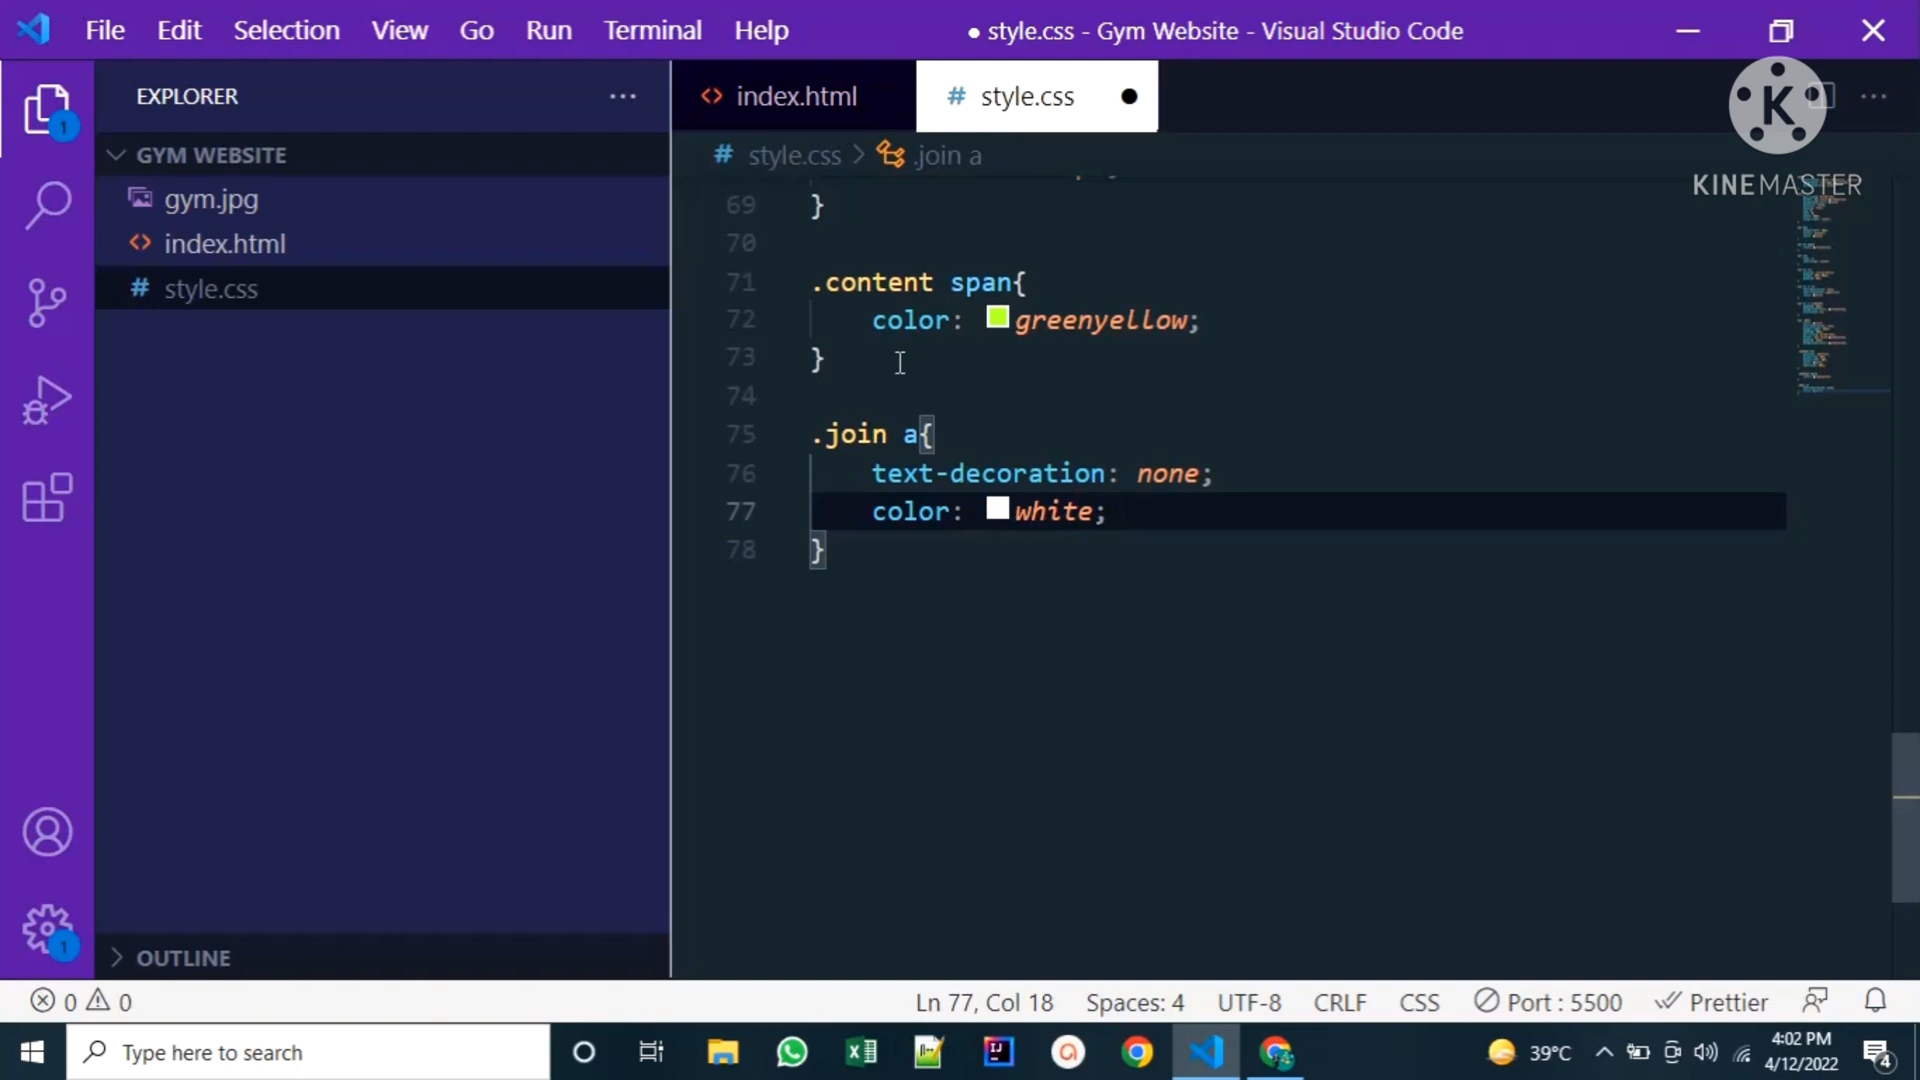 File Edit Selection View Go Run Terminal Help
● style.css - Gym Website - Visual Studio Code
EXPLORER
GYM WEBSITE
gym.jpg
<> index.html
# style.css
OUTLINE
<> index.html
# style.css
KINEMASTER
# style.css > .join a
69 }
70
71 .content span{
72 color: greenyellow;
73 }
74
75 .join a{
76 text-decoration: none;
77 color: white;
78 }
1
1
0 0
Ln 77, Col 18 Spaces: 4 UTF-8 CRLF CSS Port : 5500 Prettier
Type here to search
39°C
4:02 PM
4/12/2022
4